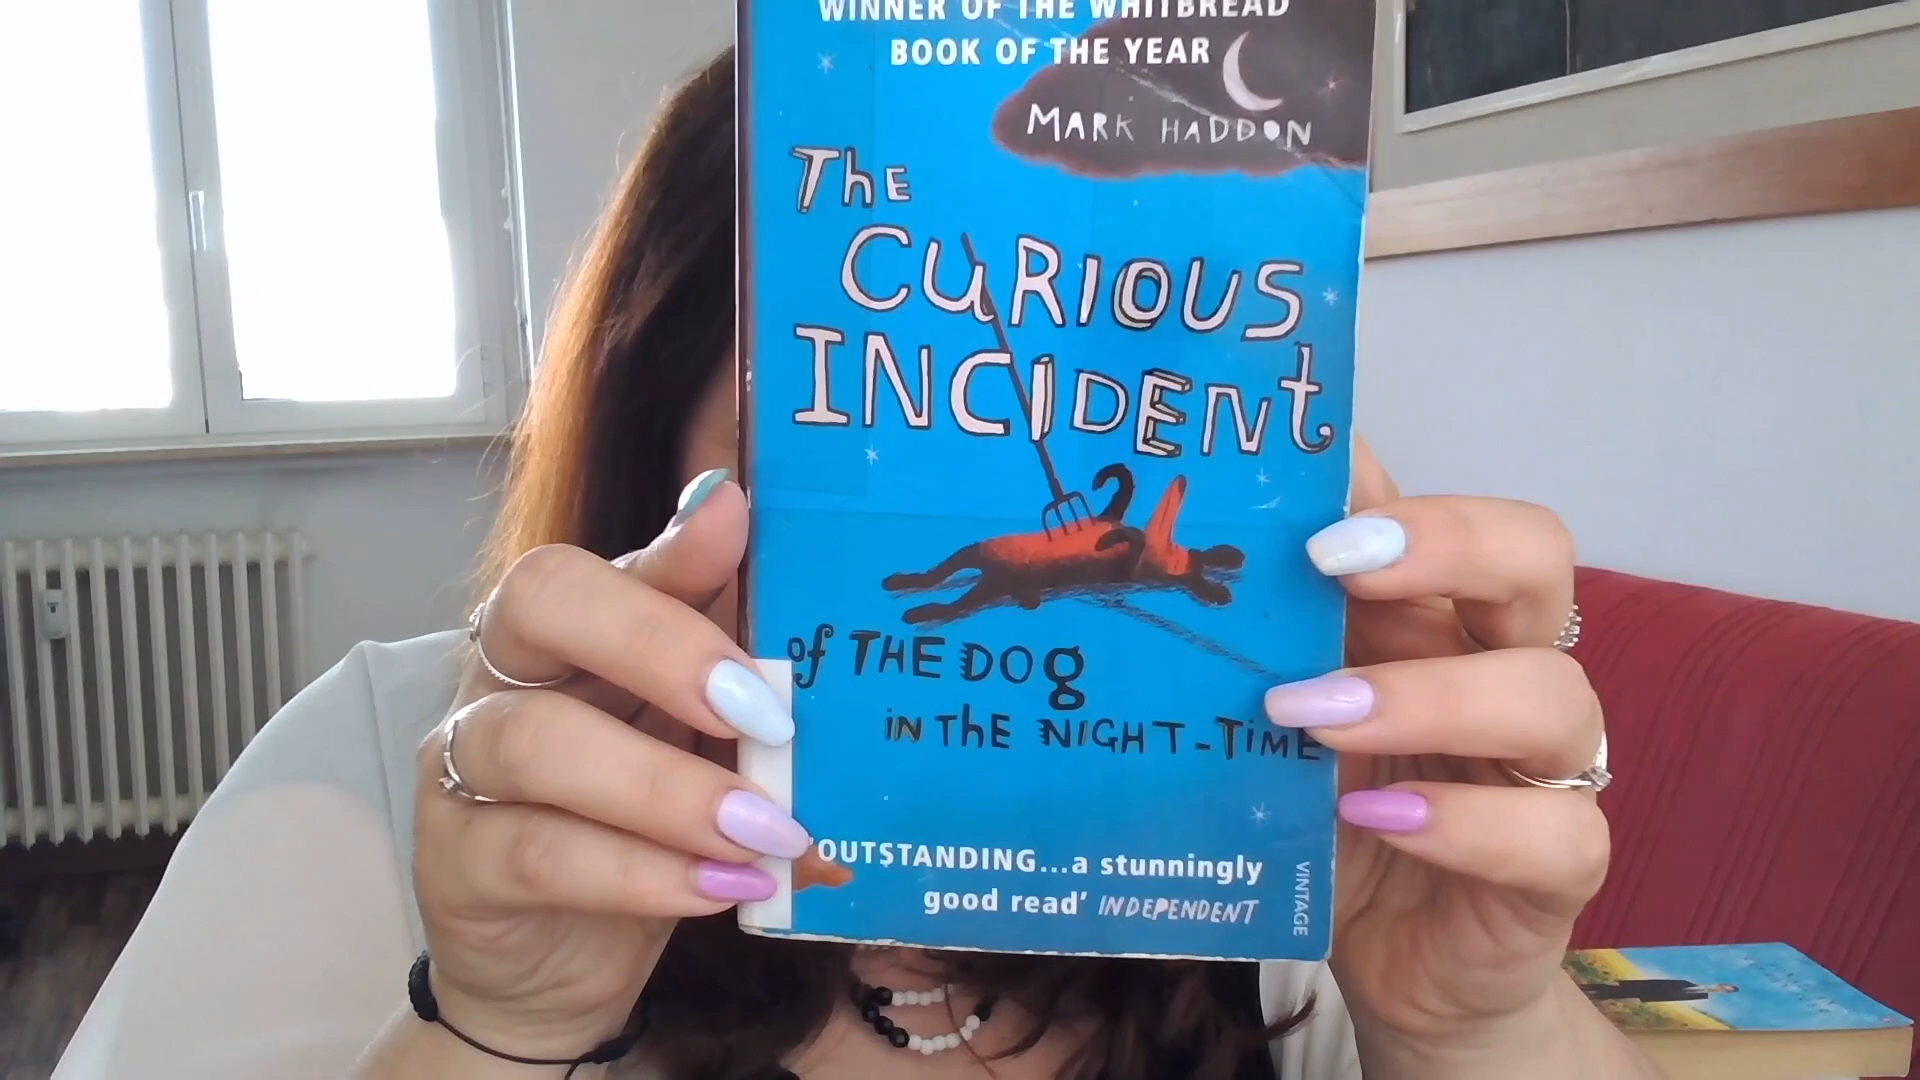 WINNER OF THE WHITBREAD
BOOK OF THE YEAR
MARK HADDON
The
CuRIOUS
INCIDENt
of THE DOg
iN ThE NIGHT-TiME
'OUTSTANDING...a stunningly
good read' INDEPENDENT
VINTAGE